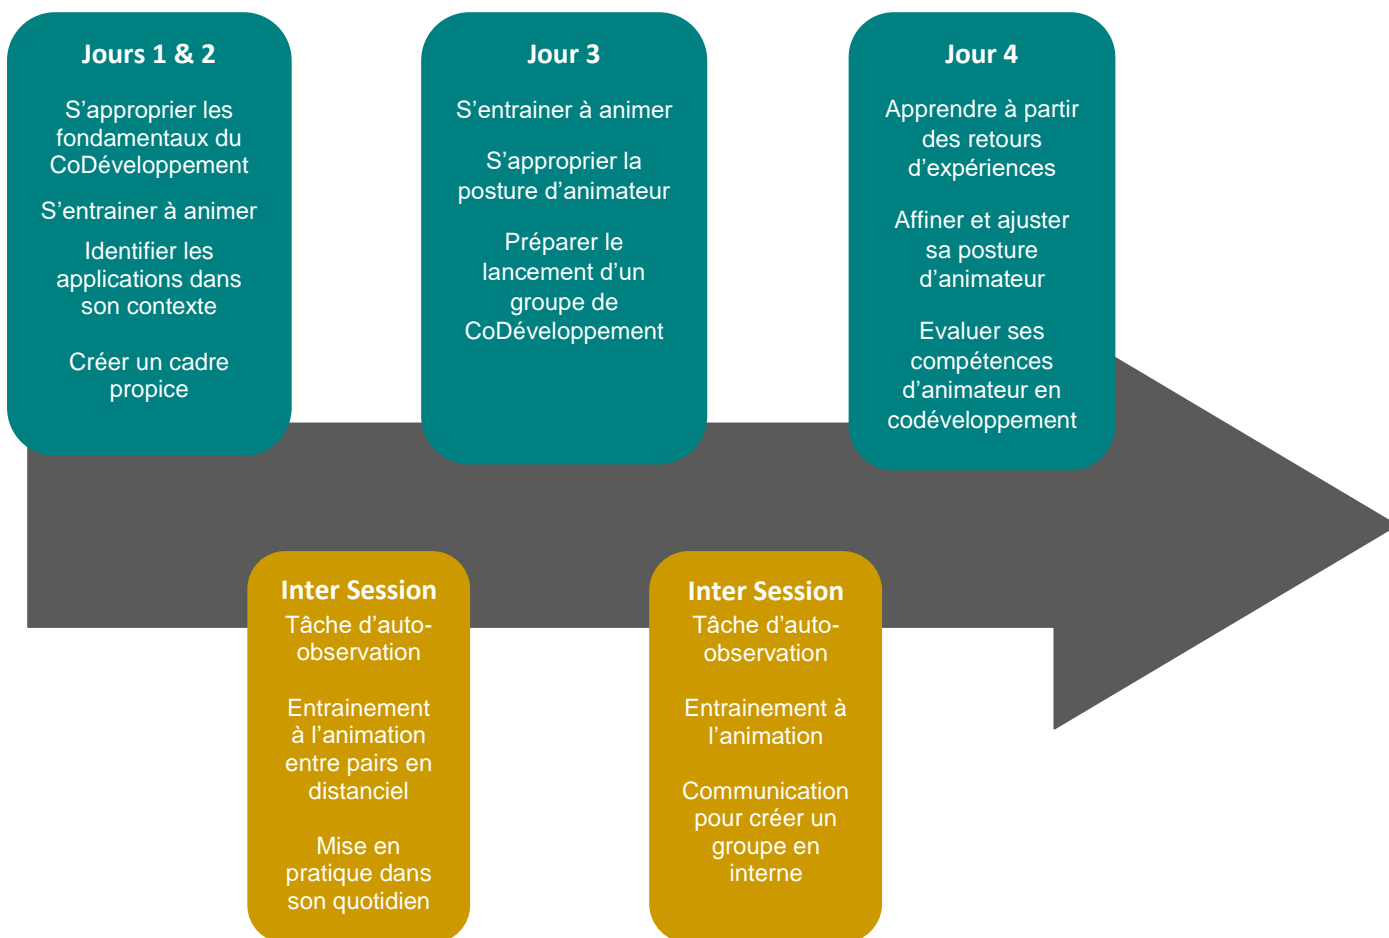 Jours 1 & 2
S’approprier les
fondamentaux du
CoDéveloppement
S’entrainer à animer
Identifier les
applications dans
son contexte
Créer un cadre
propice
Jour 3
S’entrainer à animer
S’approprier la
posture d’animateur
Préparer le
lancement d’un
groupe de
CoDéveloppement
Jour 4
Apprendre à partir
des retours
d’expériences
Affiner et ajuster
sa posture
d’animateur
Evaluer ses
compétences
d’animateur en
codéveloppement
Inter Session
Tâche d’auto-
observation
Entrainement
à l’animation
entre pairs en
distanciel
Mise en
pratique dans
son quotidien
Inter Session
Tâche d’auto-
observation
Entrainement à
l’animation
Communication
pour créer un
groupe en
interne